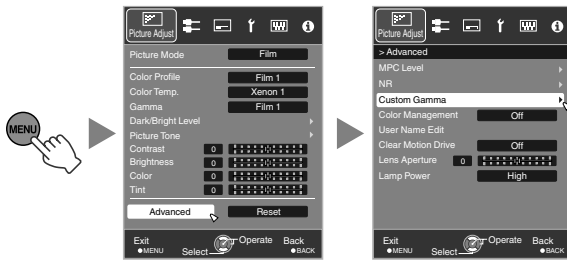 MENU
Picture Adjust
Picture Mode Film
Color Profile Film 1
Color Temp. Xenon 1
Gamma Film 1
Dark/Bright Level
Picture Tone
Contrast 0
Brightness 0
Color 0
Tint 0
Advanced Reset
Exit Operate Back
MENU Select BACK
Picture Adjust
> Advanced
MPC Level
NR
Custom Gamma
Color Management Off
User Name Edit
Clear Motion Drive Off
Lens Aperture 0
Lamp Power High
Exit Operate Back
MENU Select BACK